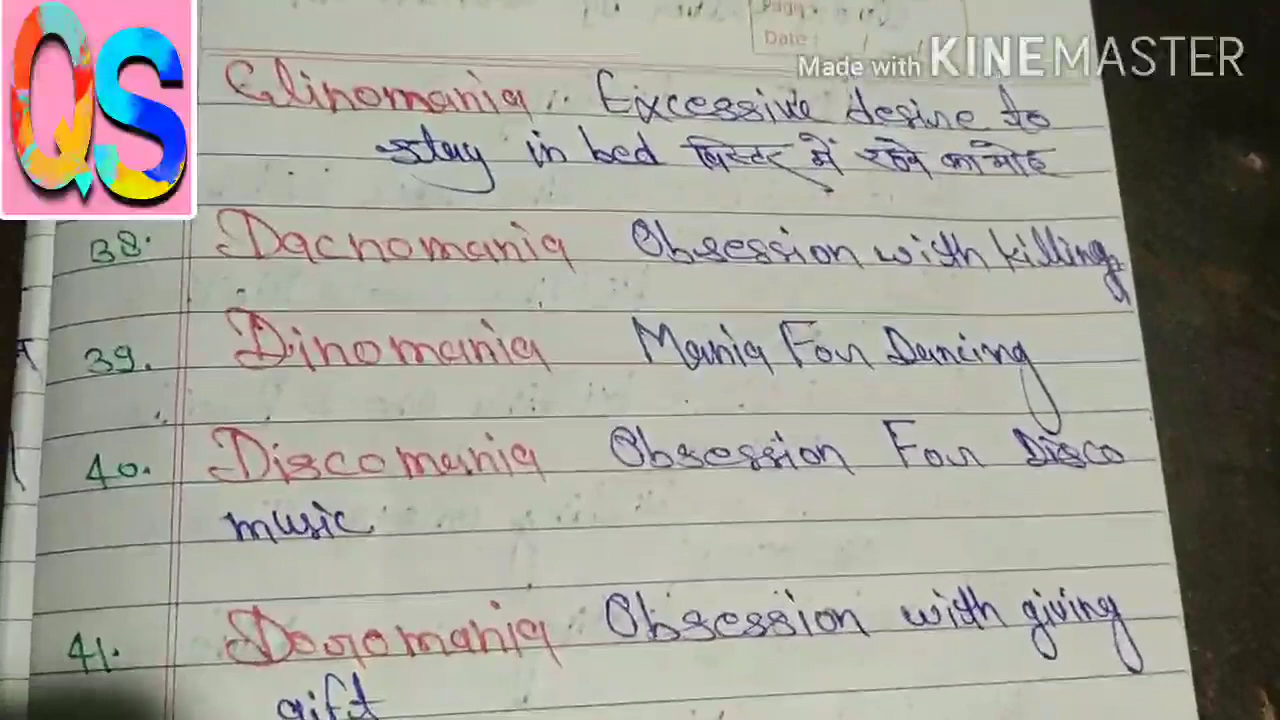 QS
Made with KINEMASTER
Date : / /
Clinomania :- Excessive desire to
stay in bed बिस्तर में रहने का मोह
38. Dacnomania Obsession with killing
39. Dinomania Mania For Dancing
40. Discomania Obsession For Disco
music
41. Doromania Obsession with giving
gift